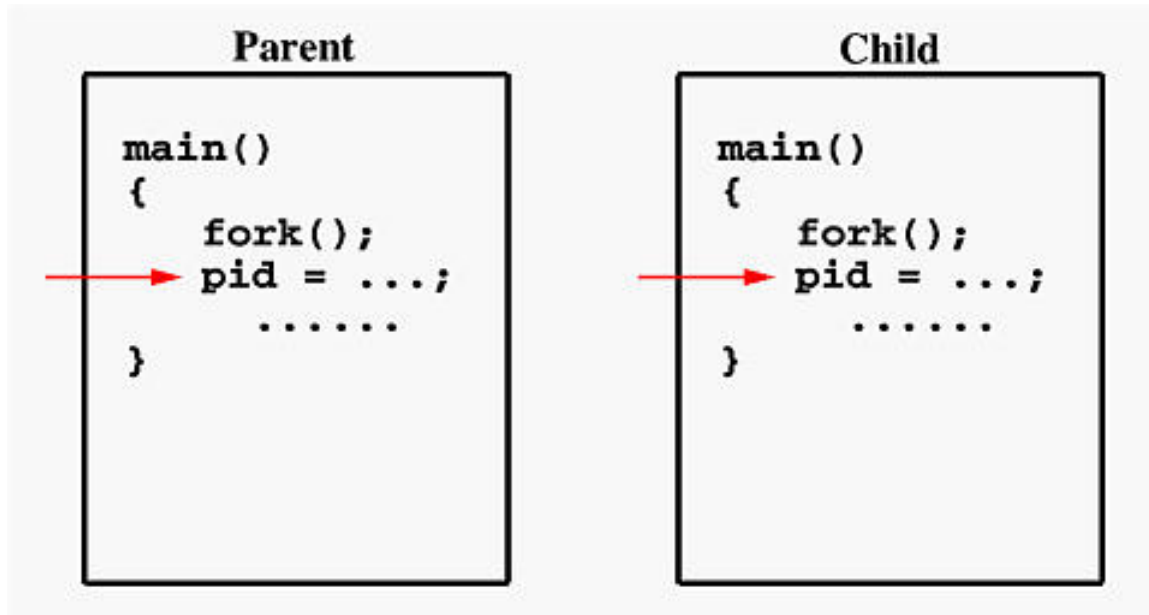 Parent
main()
{
fork();
pid = ...;
......
}
Child
main()
{
fork();
pid = ...;
......
}